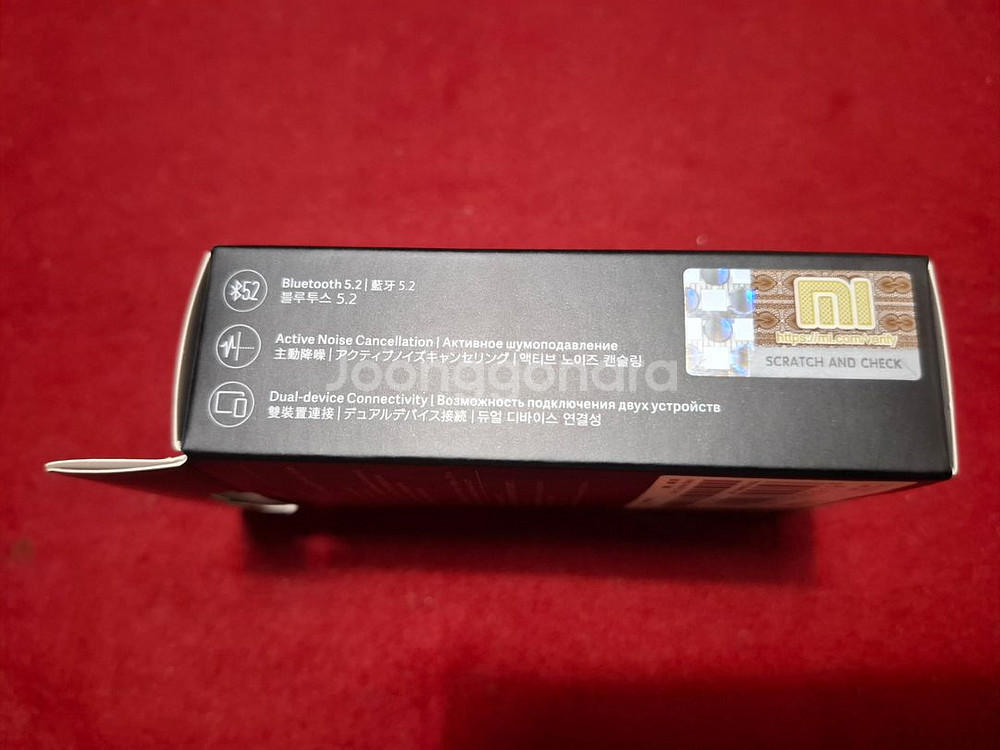 5.2
Bluetooth 5.2 | 藍牙 5.2
블루투스 5.2
Active Noise Cancellation | Активное шумоподавление
主動降噪 | アクティブノイズキャンセリング | 액티브 노이즈 캔슬링
Dual-device Connectivity | Возможность подключения двух устройств
雙裝置連接 | デュアルデバイス接続 | 듀얼 디바이스 연결성
mi
https://mi.com/verify
SCRATCH AND CHECK
Joonggonara